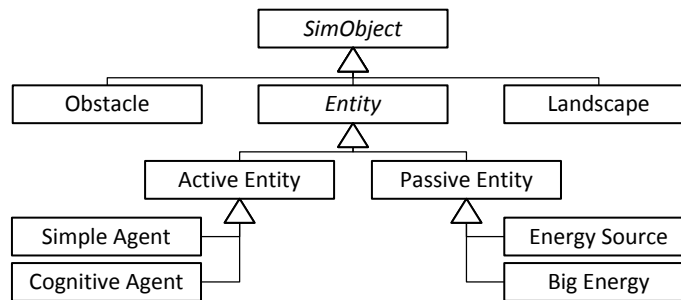 SimObject
Obstacle
Entity
Landscape
Active Entity
Passive Entity
Simple Agent
Energy Source
Cognitive Agent
Big Energy